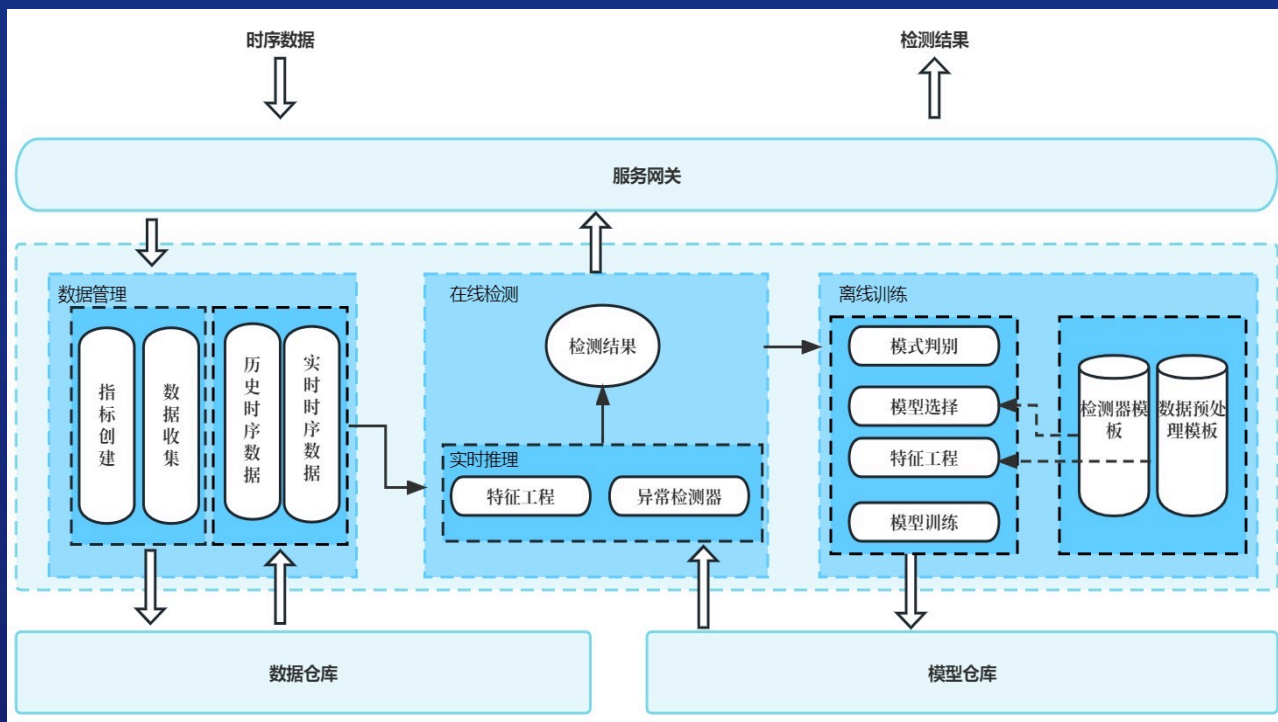 时序数据
检测结果
服务网关
数据管理
指标创建
数据收集
历史时序数据
实时时序数据
在线检测
检测结果
实时推理
特征工程
异常检测器
离线训练
模式判别
模型选择
特征工程
模型训练
检测器模
板
数据预处
理模板
数据仓库
模型仓库